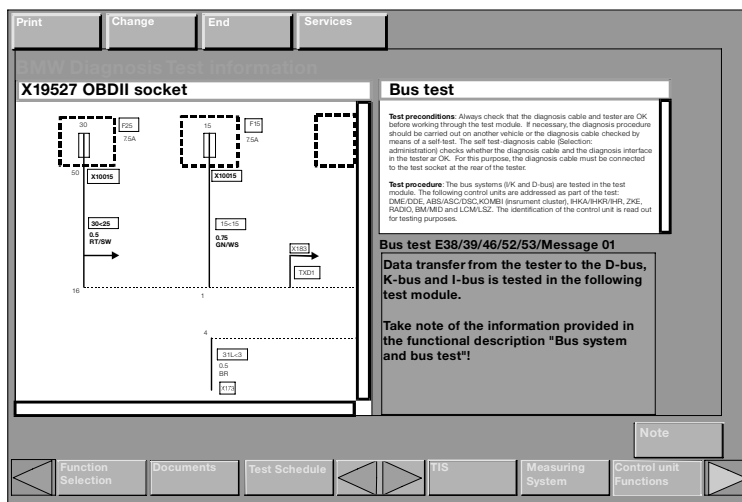 Print
Change
End
Services
BMW Diagnosis Test information
X19527 OBDII socket
30
F25
7.5A
15
F15
7.5A
50
X10015
X10015
30<25
0.5
RT/SW
15<15
0.75
GN/WS
X183
TXD1
16
1
4
31L<3
0.5
BR
X173
Bus test
Test preconditions: Always check that the diagnosis cable and tester are OK
before working through the test module. If necessary, the diagnosis procedure
should be carried out on another vehicle or the diagnosis cable checked by
means of a self-test. The self test-diagnosis cable (Selection:
administration) checks whether the diagnosis cable and the diagnosis interface
in the tester ar OK. For this purpose, the diagnosis cable must be connected
to the test socket at the rear of the tester.
Test procedure: The bus systems (I/K and D-bus) are tested in the test
module. The following control units are addressed as part of the test:
DME/DDE, ABS/ASC/DSC,KOMBI (insrument cluster), IHKA/IHKR/IHR, ZKE,
RADIO, BM/MID and LCM/LSZ. The identification of the control unit is read out
for testing purposes.
Bus test E38/39/46/52/53/Message 01
Data transfer from the tester to the D-bus,
K-bus and I-bus is tested in the following
test module.
Take note of the information provided in
the functional description "Bus system
and bus test"!
Note
Function
Selection
Documents
Test Schedule
TIS
Measuring
System
Control unit
Functions